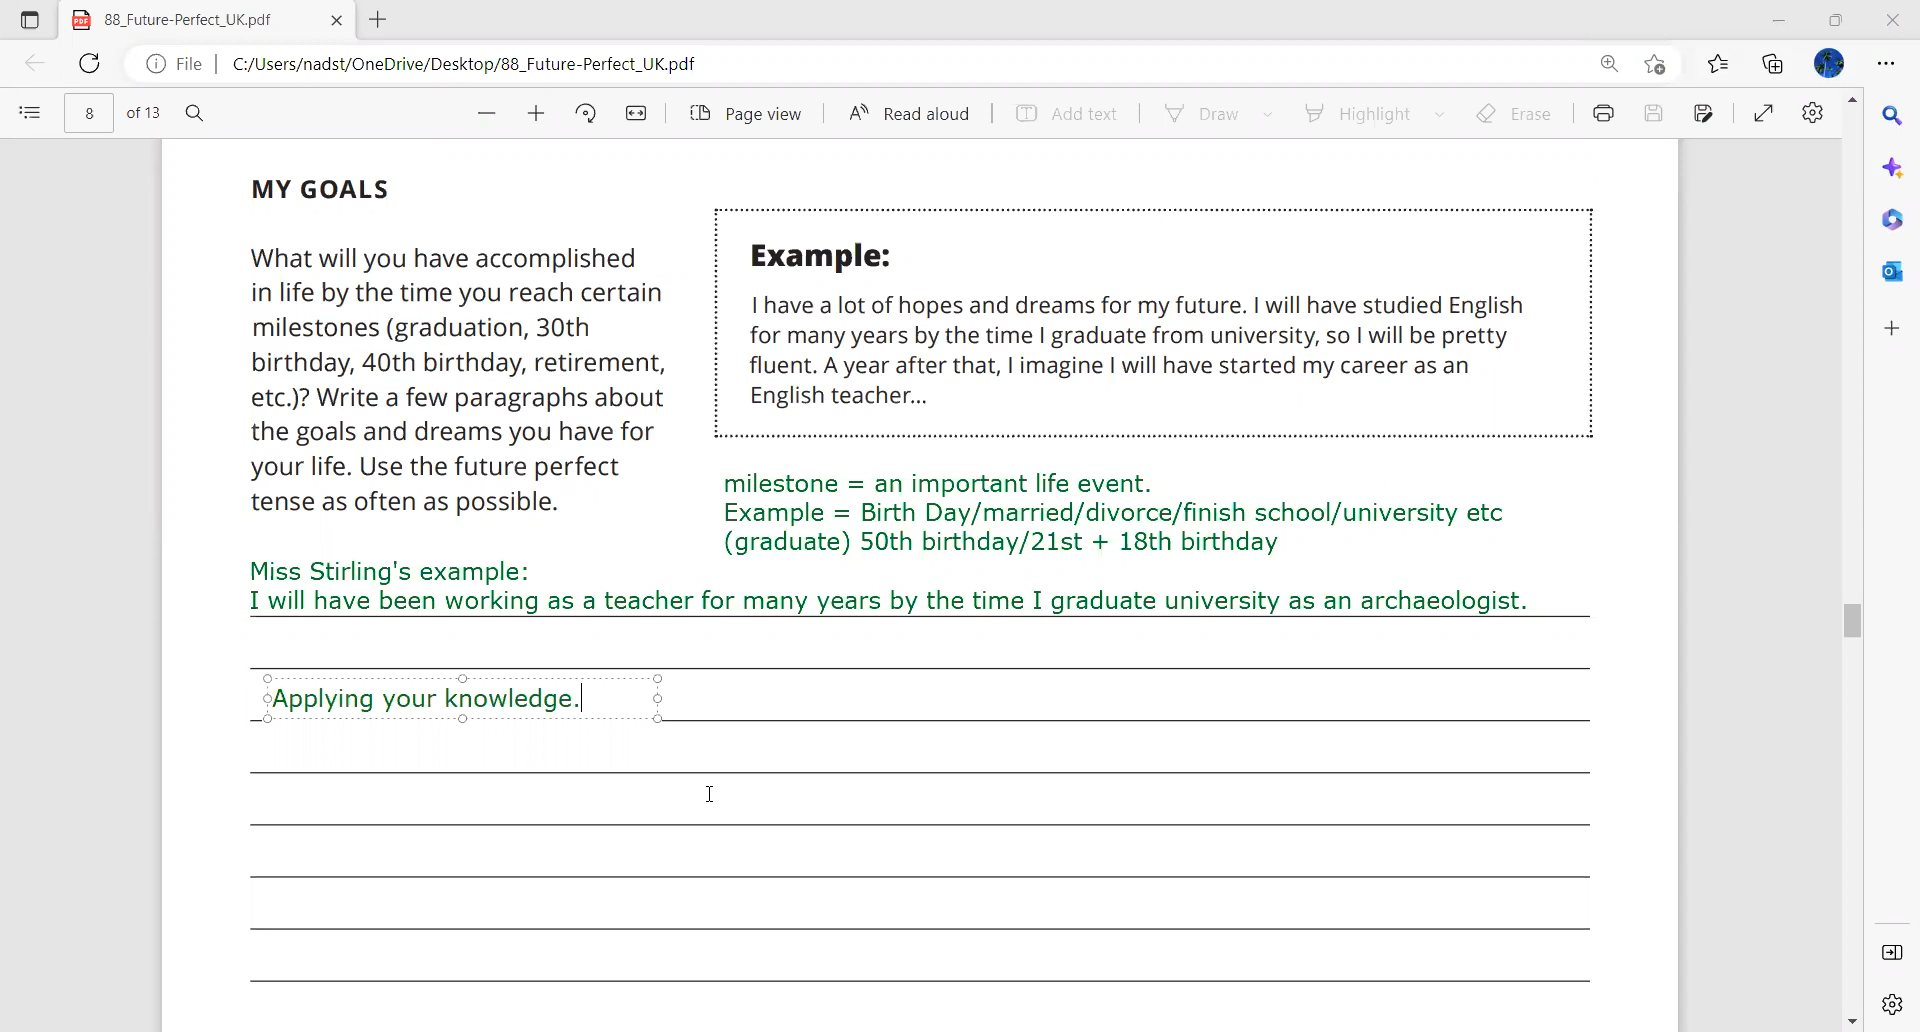 88_Future-Perfect_UK.pdf
File
C:/Users/nadst/OneDrive/Desktop/88_Future-Perfect_UK.pdf
8 of 13
Page view
Read aloud
Add text
Draw
Highlight
Erase
MY GOALS
What will you have accomplished
in life by the time you reach certain
milestones (graduation, 30th
birthday, 40th birthday, retirement,
etc.)? Write a few paragraphs about
the goals and dreams you have for
your life. Use the future perfect
tense as often as possible.
Example:
I have a lot of hopes and dreams for my future. I will have studied English
for many years by the time I graduate from university, so I will be pretty
fluent. A year after that, I imagine I will have started my career as an
English teacher...
milestone = an important life event.
Example = Birth Day/married/divorce/finish school/university etc
(graduate) 50th birthday/21st + 18th birthday
Miss Stirling's example:
I will have been working as a teacher for many years by the time I graduate university as an archaeologist.
Applying your knowledge.